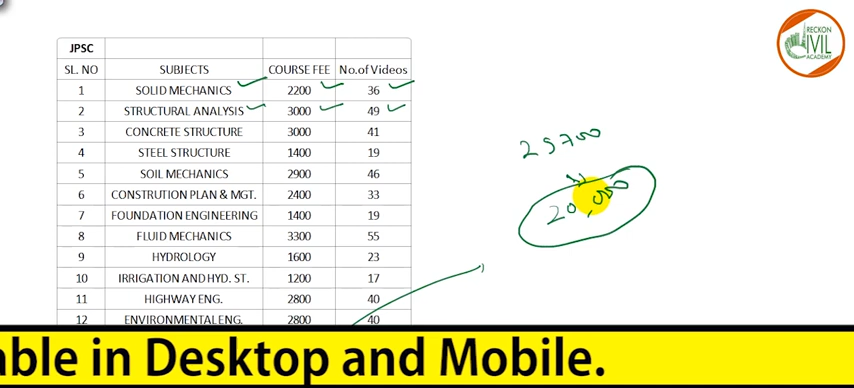 RECKON
CIVIL
ACADEMY
JPSC
SL. NO SUBJECTS COURSE FEE No.of Videos
1 SOLID MECHANICS 2200 36
2 STRUCTURAL ANALYSIS 3000 49
3 CONCRETE STRUCTURE 3000 41
4 STEEL STRUCTURE 1400 19
5 SOIL MECHANICS 2900 46
6 CONSTRUTION PLAN & MGT. 2400 33
7 FOUNDATION ENGINEERING 1400 19
8 FLUID MECHANICS 3300 55
9 HYDROLOGY 1600 23
10 IRRIGATION AND HYD. ST. 1200 17
11 HIGHWAY ENG. 2800 40
12 ENVIRONMENTAL ENG. 2800 40
25700
20,000
able in Desktop and Mobile.